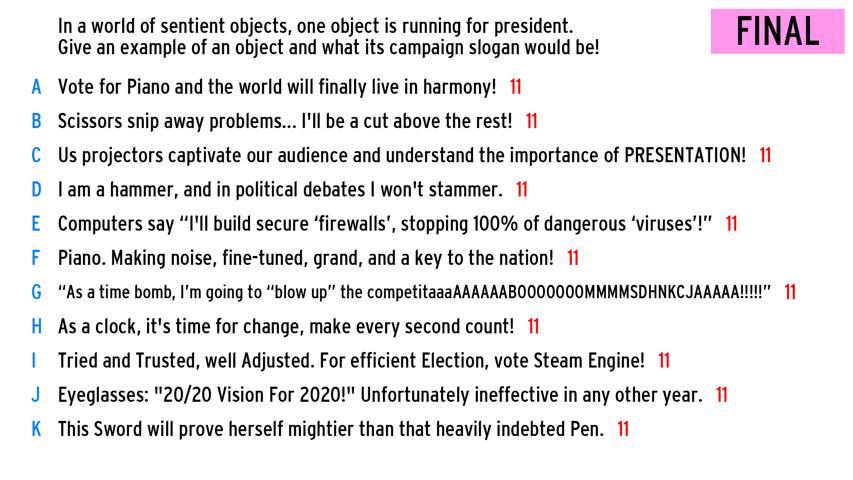 In a world of sentient objects, one object is running for president.
Give an example of an object and what its campaign slogan would be!
FINAL
A Vote for Piano and the world will finally live in harmony! 11
B Scissors snip away problems... I'll be a cut above the rest! 11
C Us projectors captivate our audience and understand the importance of PRESENTATION! 11
D I am a hammer, and in political debates I won't stammer. 11
E Computers say “I'll build secure ‘firewalls’, stopping 100% of dangerous ‘viruses’!” 11
F Piano. Making noise, fine-tuned, grand, and a key to the nation! 11
G “As a time bomb, I’m going to “blow up” the competitaaaAAAAAABOOOOOOOMMMMSDHNKCJAAAAA!!!!!” 11
H As a clock, it's time for change, make every second count! 11
I Tried and Trusted, well Adjusted. For efficient Election, vote Steam Engine! 11
J Eyeglasses: "20/20 Vision For 2020!" Unfortunately ineffective in any other year. 11
K This Sword will prove herself mightier than that heavily indebted Pen. 11